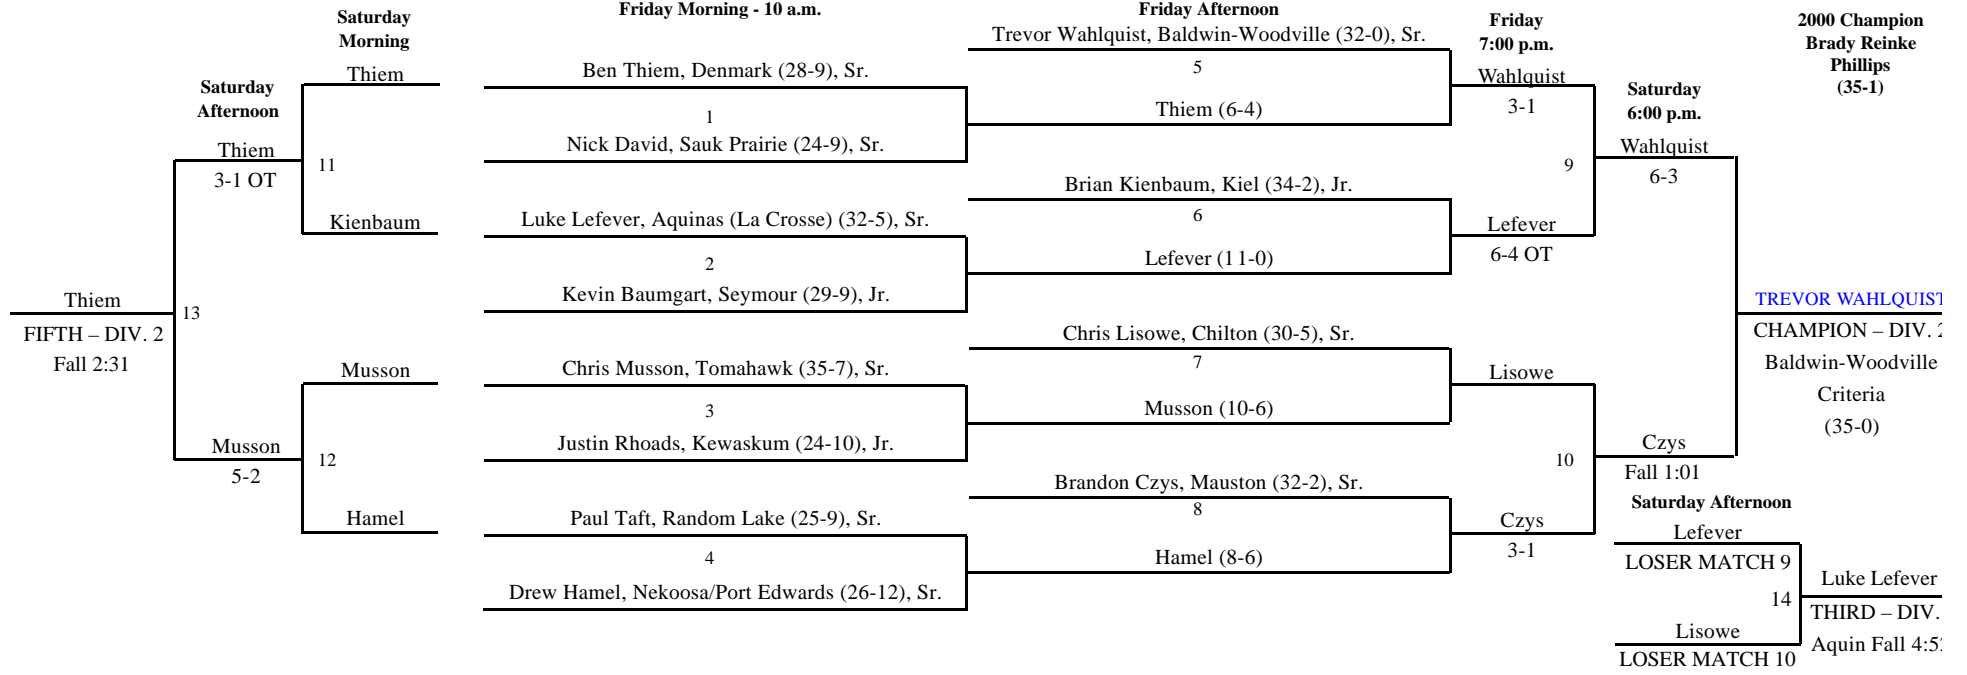 Saturday
Morning
Friday Morning - 10 a.m.
Friday Afternoon
Friday
7:00 p.m.
2000 Champion
Brady Reinke
Phillips
(35-1)
Saturday
Afternoon
Saturday
6:00 p.m.
Thiem
Thiem
3-1 OT
11
Kienbaum
Thiem
FIFTH – DIV. 2
Fall 2:31
13
Musson
Musson
5-2
12
Hamel
Ben Thiem, Denmark (28-9), Sr.
1
Nick David, Sauk Prairie (24-9), Sr.
Luke Lefever, Aquinas (La Crosse) (32-5), Sr.
2
Kevin Baumgart, Seymour (29-9), Jr.
Chris Musson, Tomahawk (35-7), Sr.
3
Justin Rhoads, Kewaskum (24-10), Jr.
Paul Taft, Random Lake (25-9), Sr.
4
Drew Hamel, Nekoosa/Port Edwards (26-12), Sr.
Trevor Wahlquist, Baldwin-Woodville (32-0), Sr.
5
Thiem (6-4)
Brian Kienbaum, Kiel (34-2), Jr.
6
Lefever (11-0)
Chris Lisowe, Chilton (30-5), Sr.
7
Musson (10-6)
Brandon Czys, Mauston (32-2), Sr.
8
Hamel (8-6)
Wahlquist
3-1
9
Lefever
6-4 OT
Lisowe
10
Czys
3-1
Wahlquist
6-3
Czys
Fall 1:01
TREVOR WAHLQUIST
CHAMPION – DIV. 2
Baldwin-Woodville
Criteria
(35-0)
Saturday Afternoon
Lefever
LOSER MATCH 9
14
Lisowe
LOSER MATCH 10
Luke Lefever
THIRD – DIV.
Aquin Fall